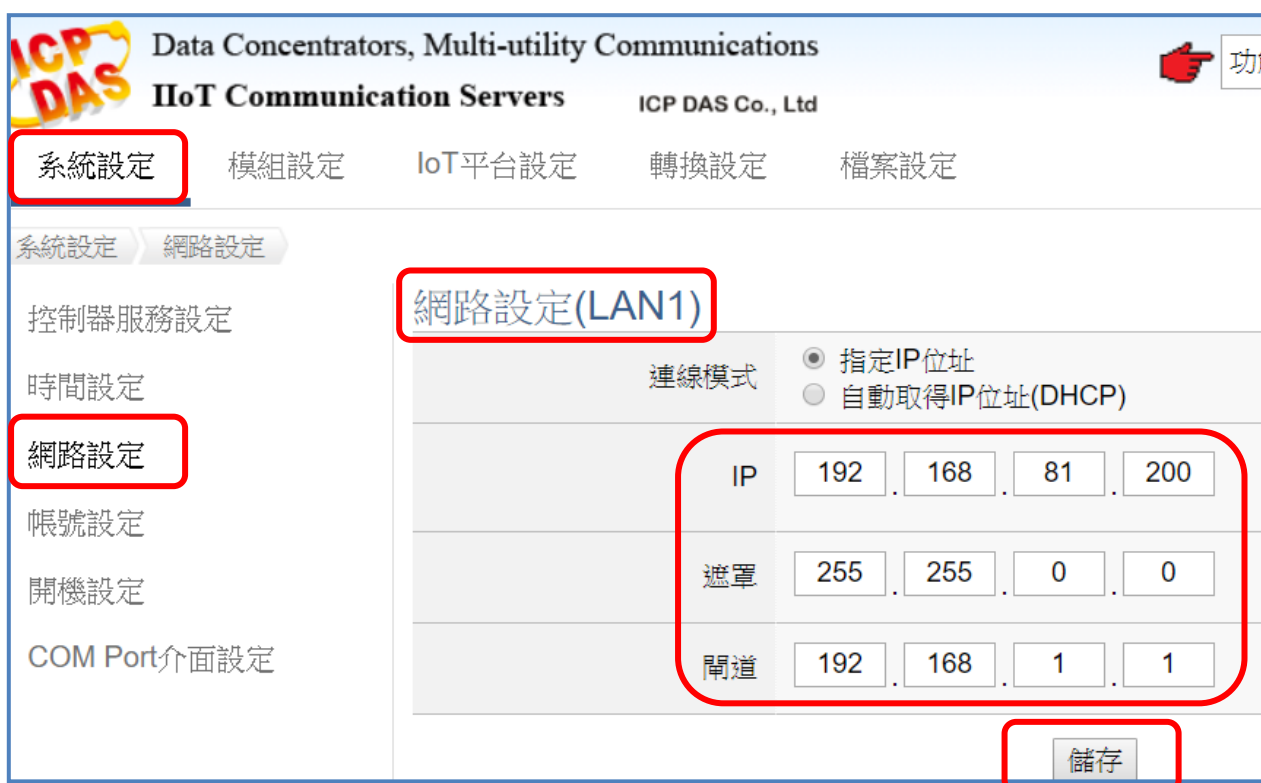 ICP DAS
Data Concentrators, Multi-utility Communications
IIoT Communication Servers ICP DAS Co., Ltd
系統設定 模組設定 IoT平台設定 轉換設定 檔案設定
系統設定 網路設定
控制器服務設定
時間設定
網路設定
帳號設定
開機設定
COM Port介面設定
網路設定(LAN1)
連線模式 指定IP位址
自動取得IP位址(DHCP)
IP 192 . 168 . 81 . 200
遮罩 255 . 255 . 0 . 0
閘道 192 . 168 . 1 . 1
儲存